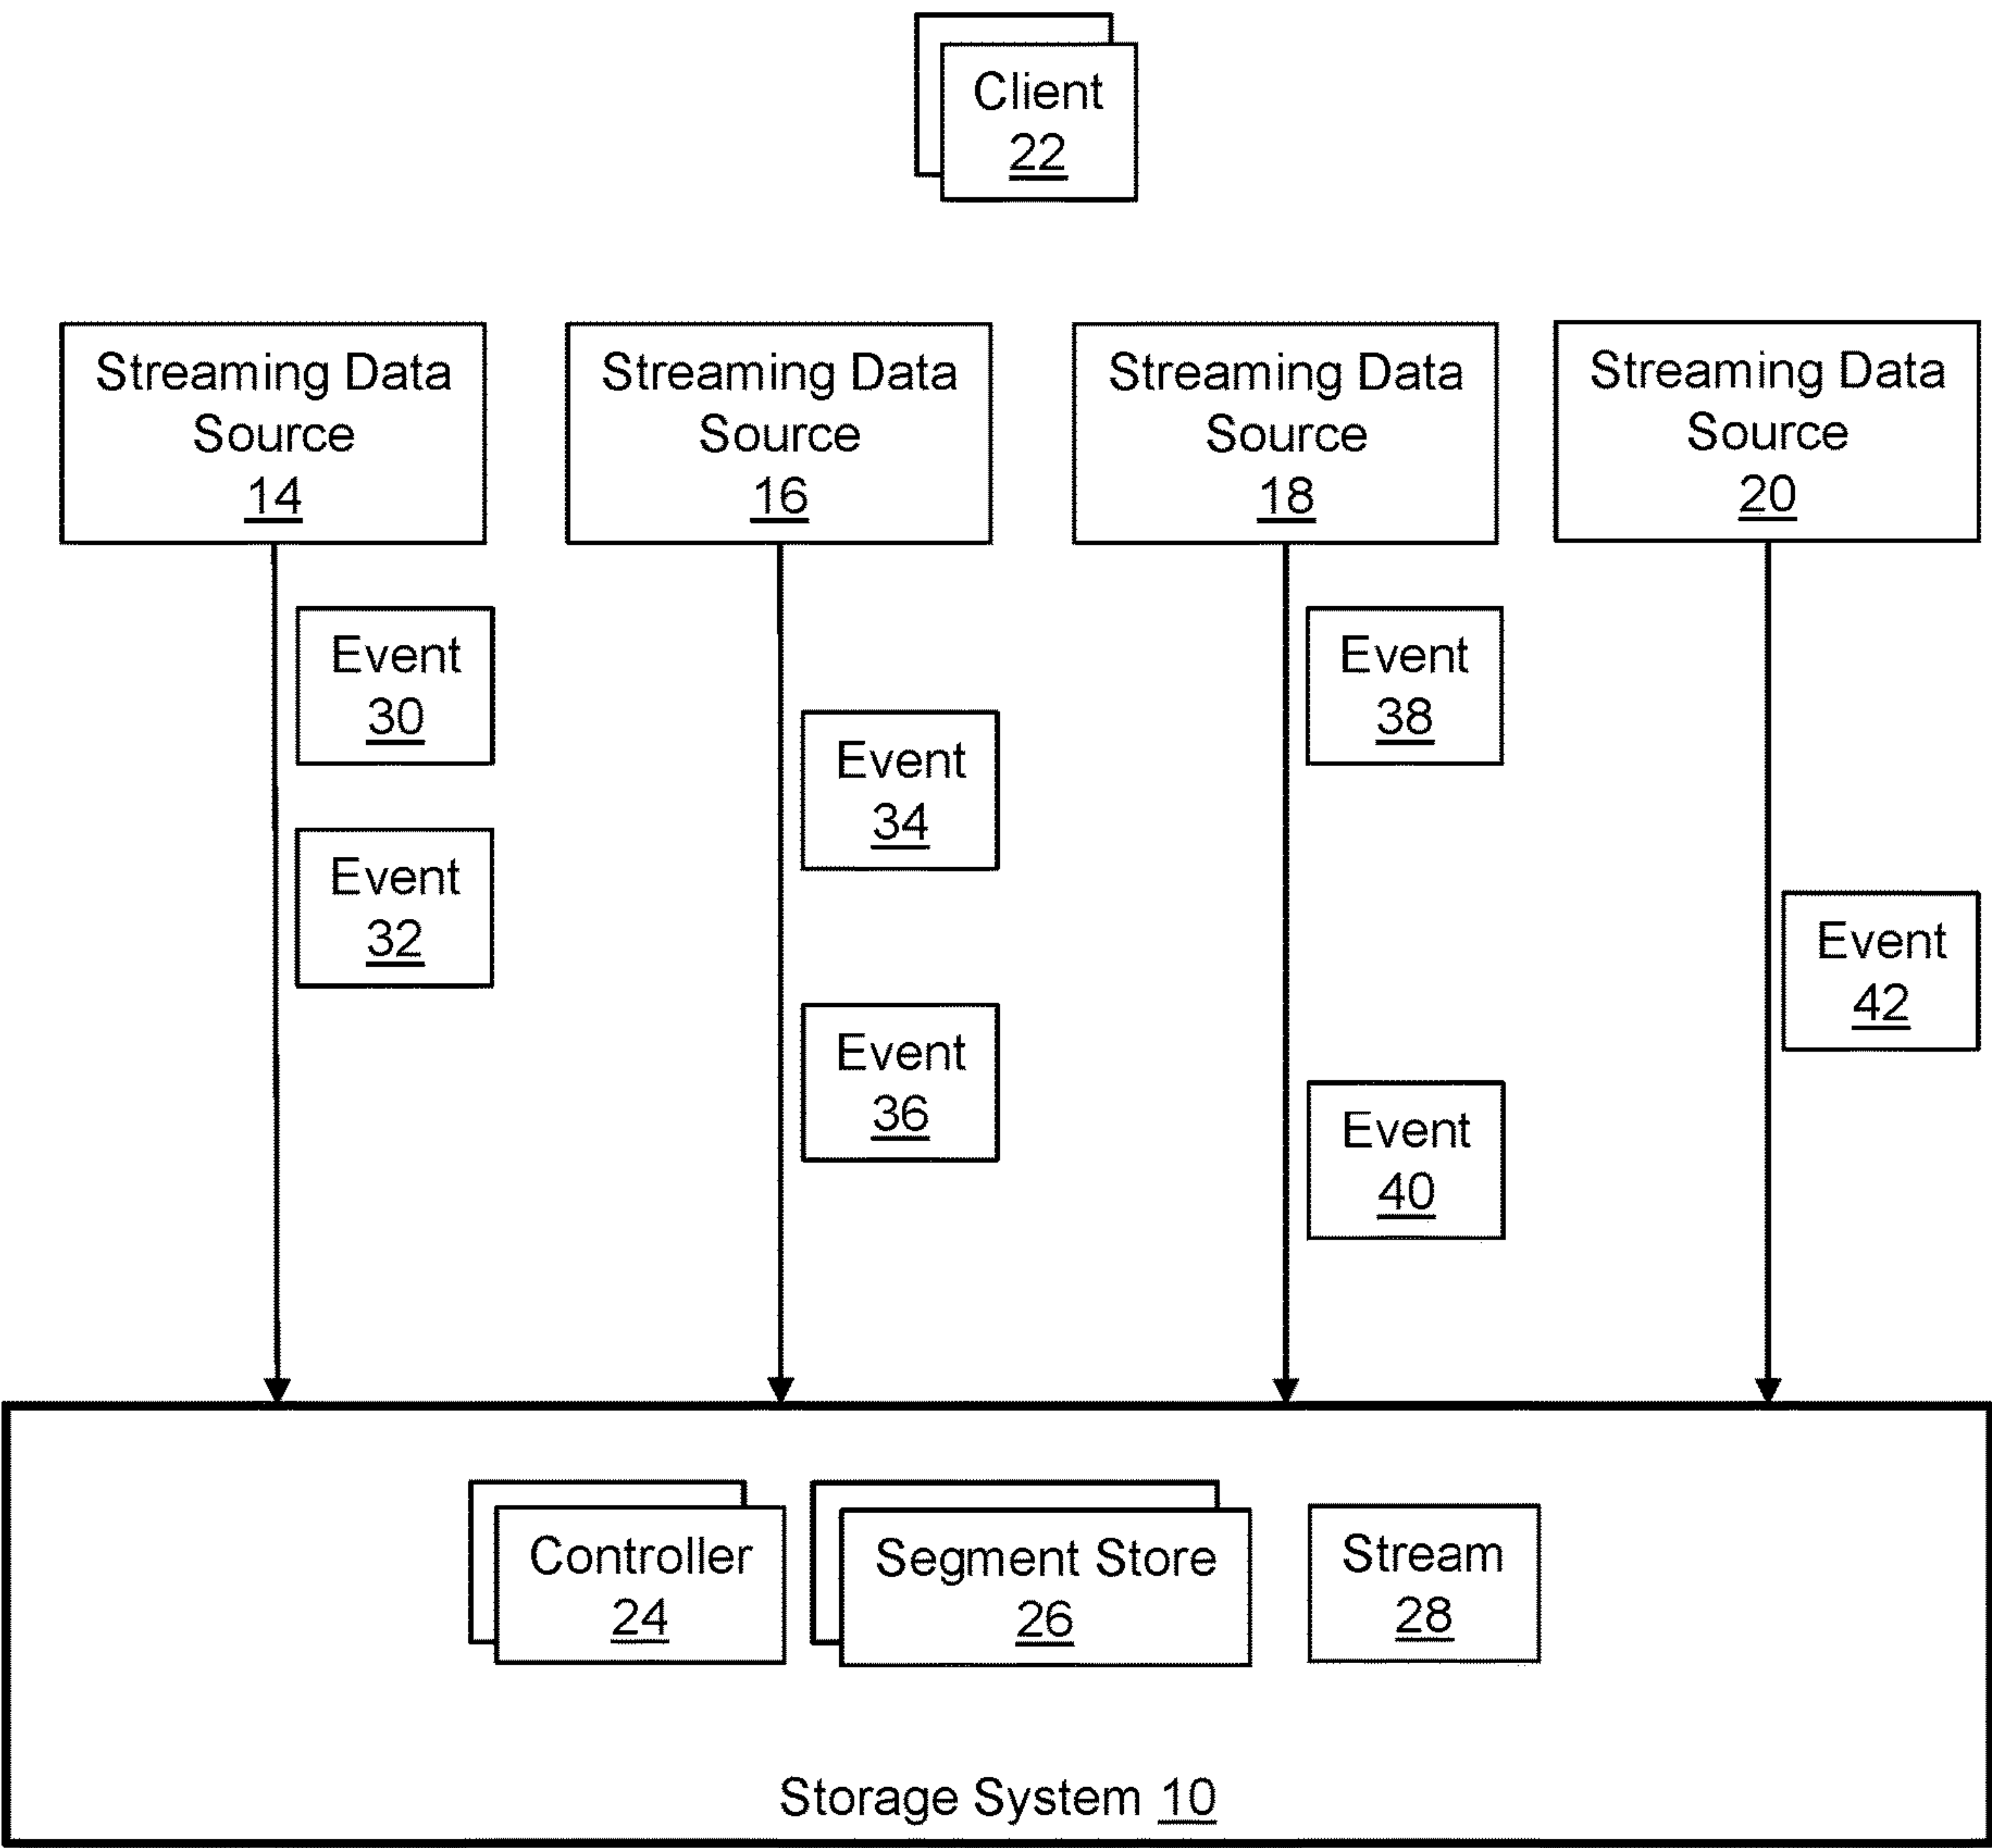 Client
22
Streaming Data
Source
14
Streaming Data
Source
16
Streaming Data
Source
18
Streaming Data
Source
20
Event
30
Event
32
Event
34
Event
36
Event
38
Event
40
Event
42
Controller
24
Segment Store
26
Stream
28
Storage System 10